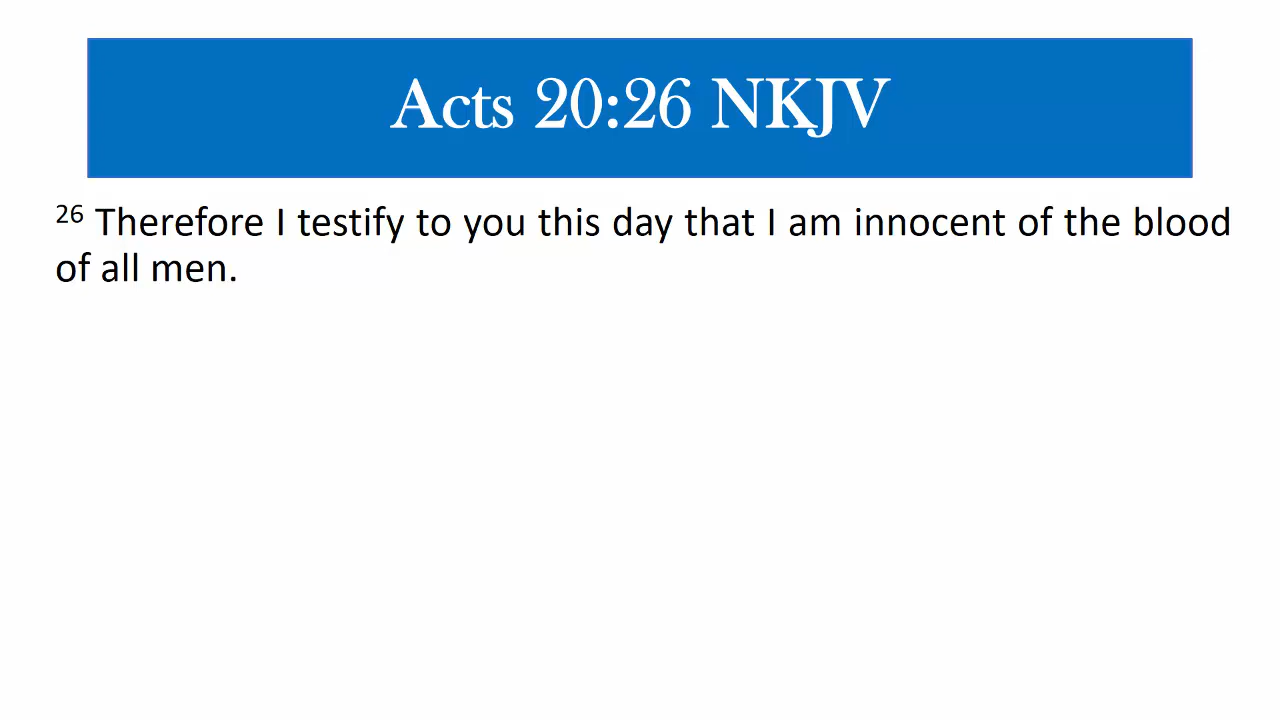 Acts 20:26 NKJV
26 Therefore I testify to you this day that I am innocent of the blood
of all men.